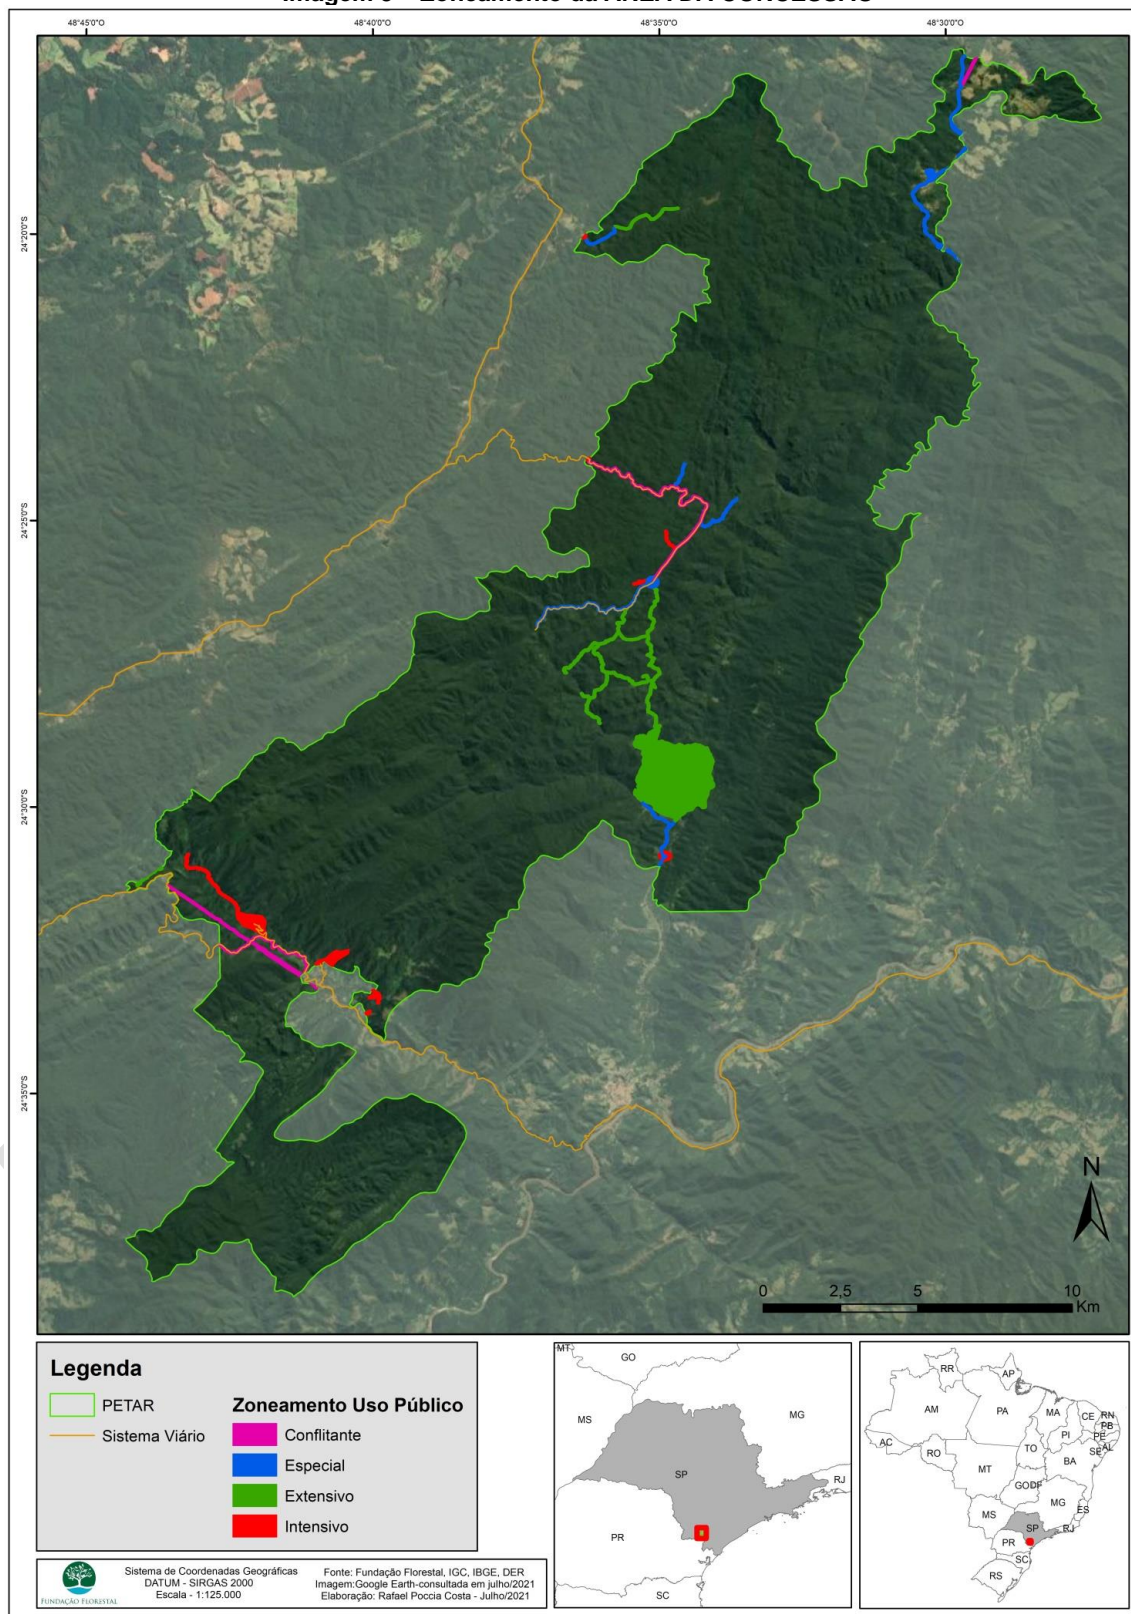 48°45'0"O
48°40'0"O
48°35'0"O
48°30'0"O
24°20'0"S
24°25'0"S
24°30'0"S
24°35'0"S
N
0
2,5
5
10
Km
Legenda
PETAR
Sistema Viário
Zoneamento Uso Público
Conflitante
Especial
Extensivo
Intensivo
MT
GO
MS
MG
SP
RJ
PR
SC
RR
AP
AM
PA
MA
CE
RN
PB
PE
AL
SE
PI
AC
RO
TO
BA
MT
GO
DF
MG
ES
MS
SP
RJ
PR
SC
RS
FUNDAÇÃO FLORESTAL
Sistema de Coordenadas Geográficas
DATUM - SIRGAS 2000
Escala - 1:125.000
Fonte: Fundação Florestal, IGC, IBGE, DER
Imagem:Google Earth-consultada em julho/2021
Elaboração: Rafael Poccia Costa - Julho/2021